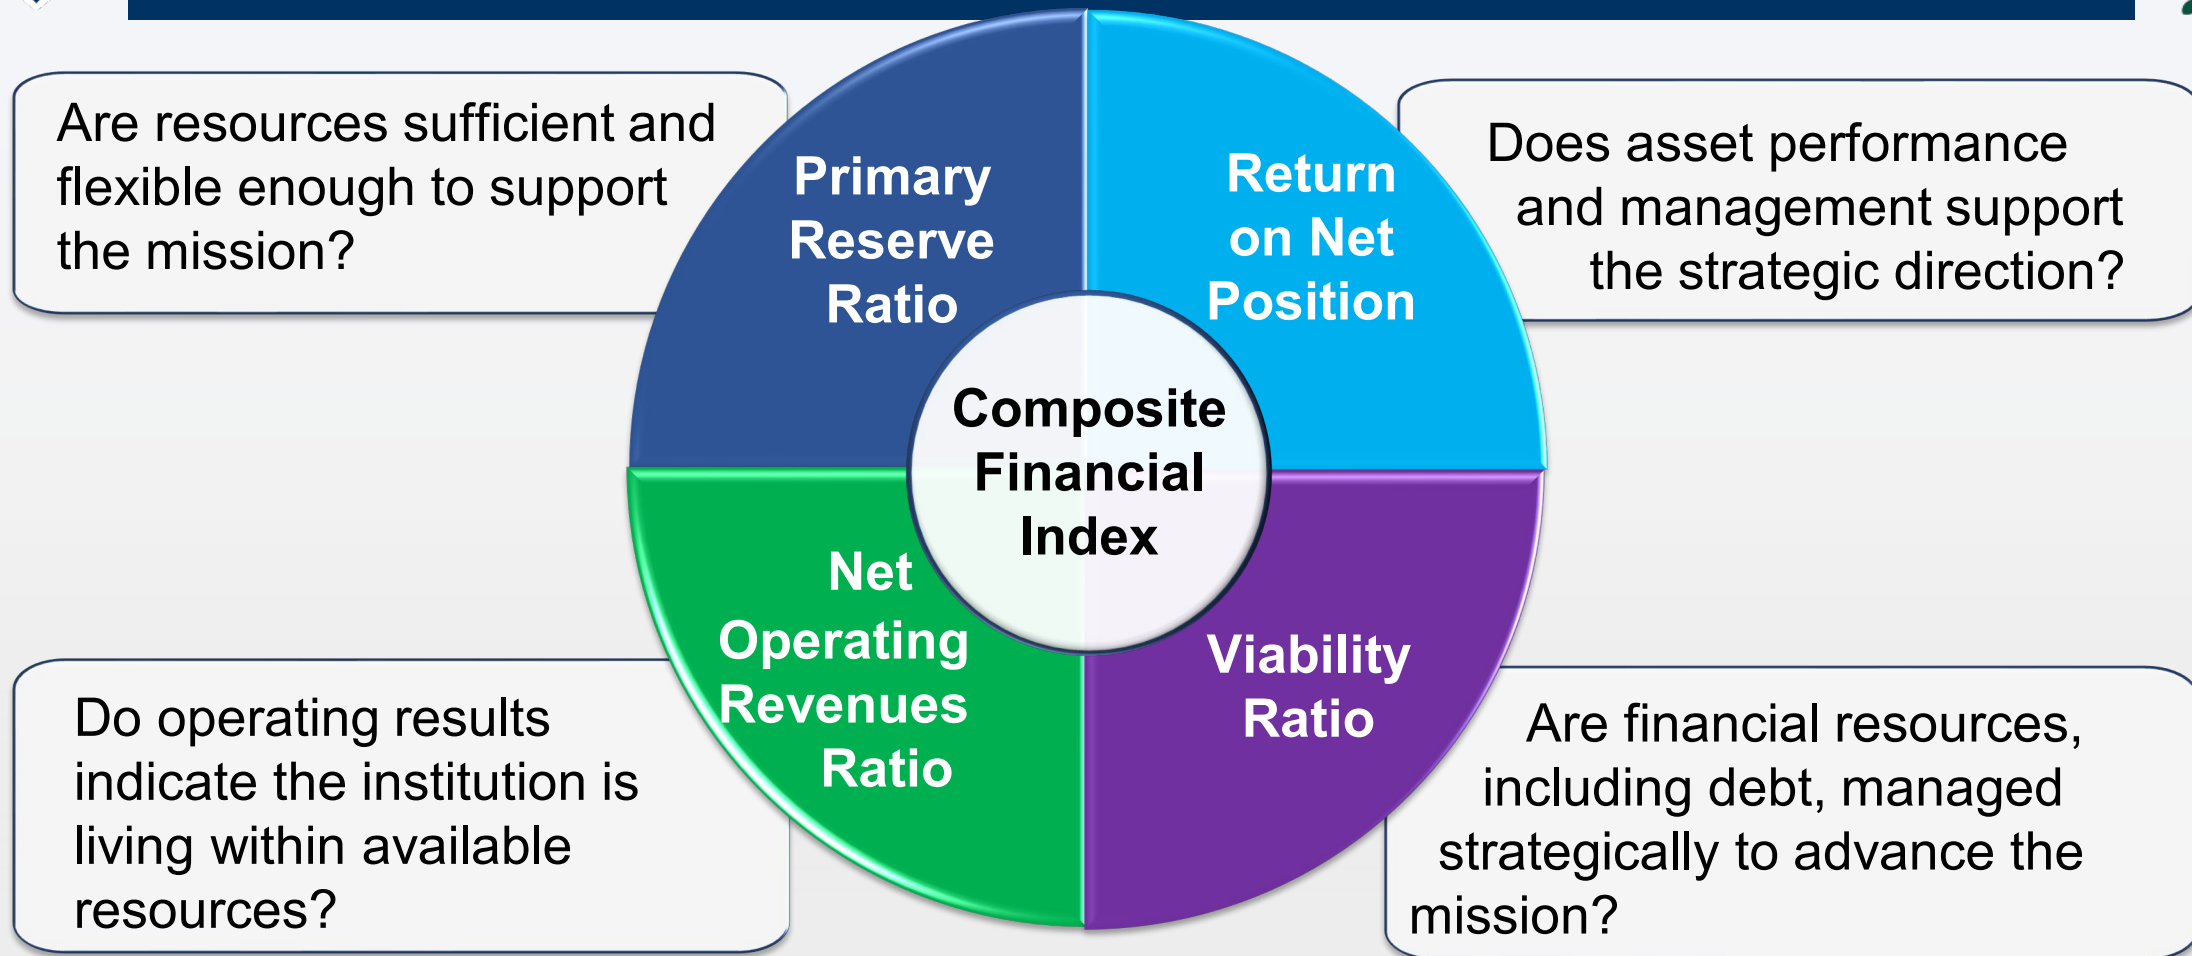 Are resources sufficient and
flexible enough to support
the mission?
Primary
Reserve
Ratio
Return
on Net
Position
Does asset performance
and management support
the strategic direction?
Composite
Financial
Index
Do operating results
indicate the institution is
living within available
resources?
Net
Operating
Revenues
Ratio
Viability
Ratio
Are financial resources,
including debt, managed
strategically to advance the
mission?